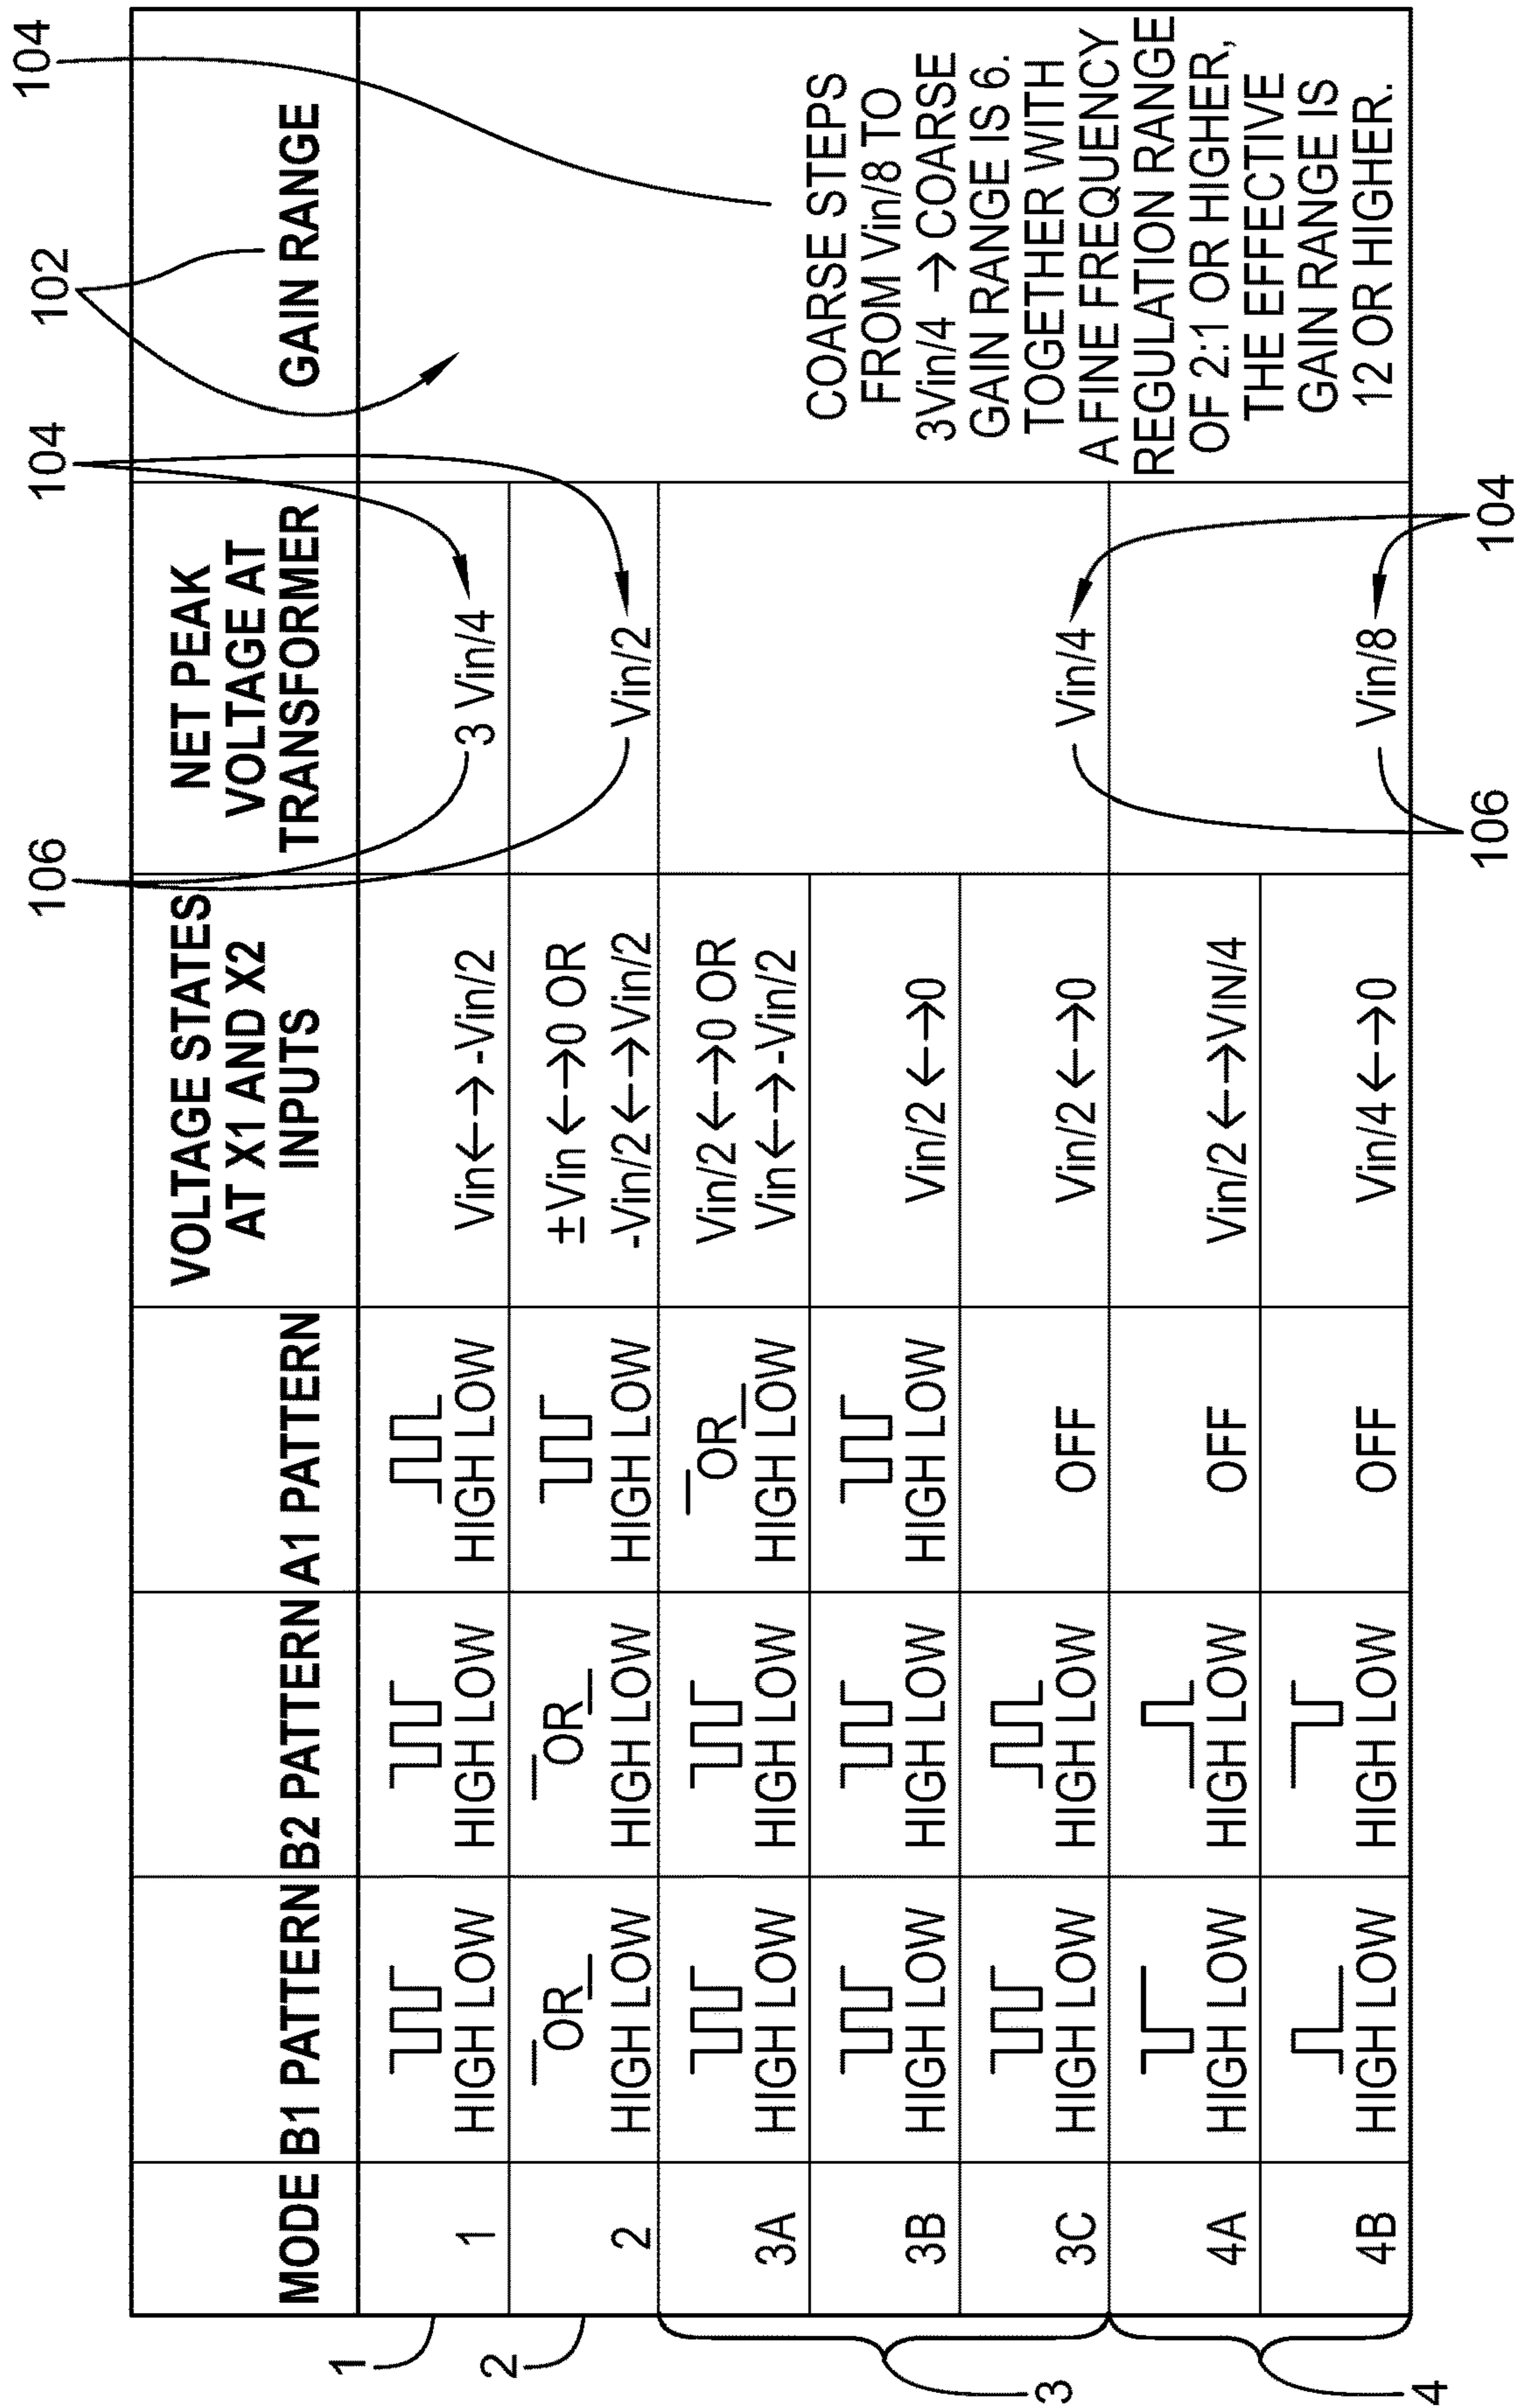 106
104
102
104
MODE
B1 PATTERN
B2 PATTERN
A1 PATTERN
VOLTAGE STATES
AT X1 AND X2
INPUTS
NET PEAK
VOLTAGE AT
TRANSFORMER
GAIN RANGE
1
1
HIGH LOW
HIGH LOW
HIGH LOW
Vin←-→-Vin/2
3 Vin/4
2
2
OR
HIGH LOW
OR
HIGH LOW
HIGH LOW
±Vin ←-→0 OR
-Vin/2←-→Vin/2
Vin/2
3
3A
HIGH LOW
HIGH LOW
OR
HIGH LOW
Vin/2←-→0 OR
Vin←-→-Vin/2
3B
HIGH LOW
HIGH LOW
HIGH LOW
Vin/2 ←-→0
3C
HIGH LOW
HIGH LOW
OFF
Vin/2 ←-→0
Vin/4
4
4A
HIGH LOW
HIGH LOW
OFF
Vin/2 ←-→VIN/4
4B
HIGH LOW
HIGH LOW
OFF
Vin/4 ←-→0
Vin/8
COARSE STEPS
FROM Vin/8 TO
3Vin/4 → COARSE
GAIN RANGE IS 6.
TOGETHER WITH
A FINE FREQUENCY
REGULATION RANGE
OF 2:1 OR HIGHER,
THE EFFECTIVE
GAIN RANGE IS
12 OR HIGHER.
106
104